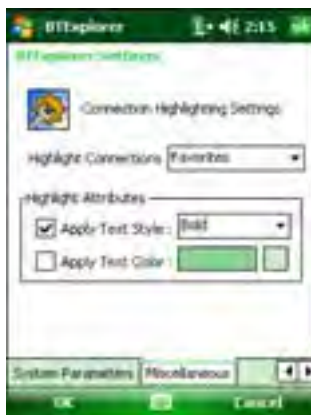 BTExplorer 2:15 ok
BTExplorer Settings
Connection Highlighting Settings
Highlight Connections Favorites
Highlight Attributes
Apply Text Style: Bold
Apply Text Color:
System Parameters Miscellaneous
OK Cancel